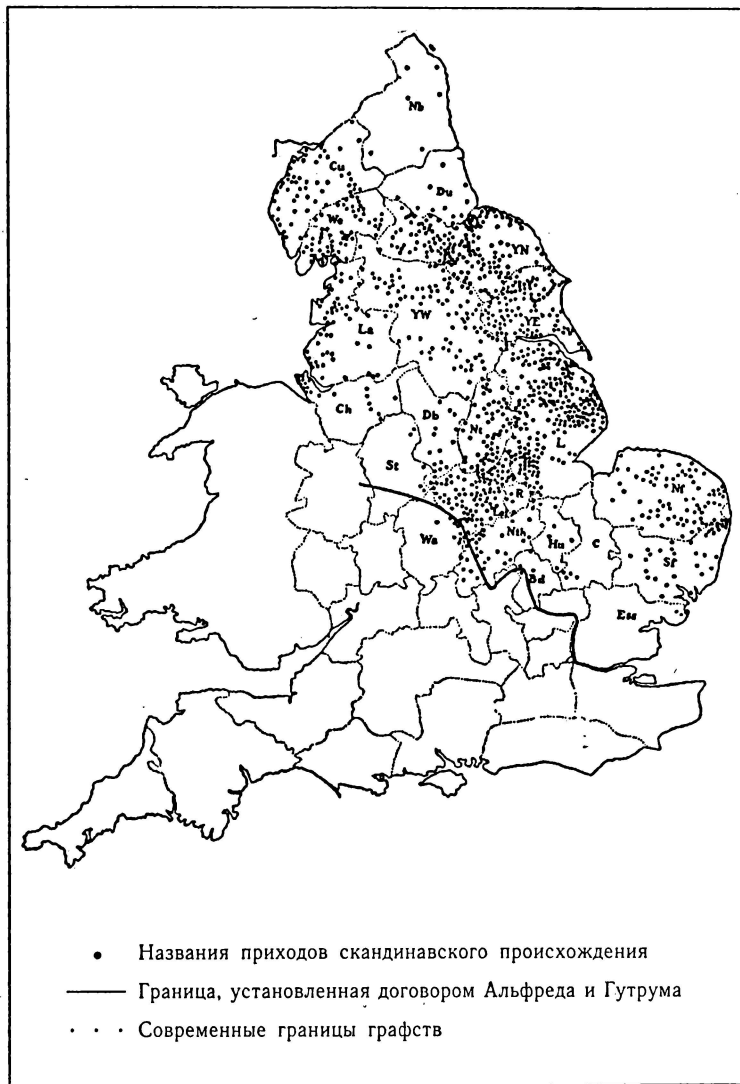 Nb
Cu
Du
We
YN
YW
YE
La
Ch
Db
Nt
L
St
R
Le
Nf
Wa
Nth
Hu
C
Sf
Bd
Ess
Названия приходов скандинавского происхождения
Граница, установленная договором Альфреда и Гутрума
Современные границы графств